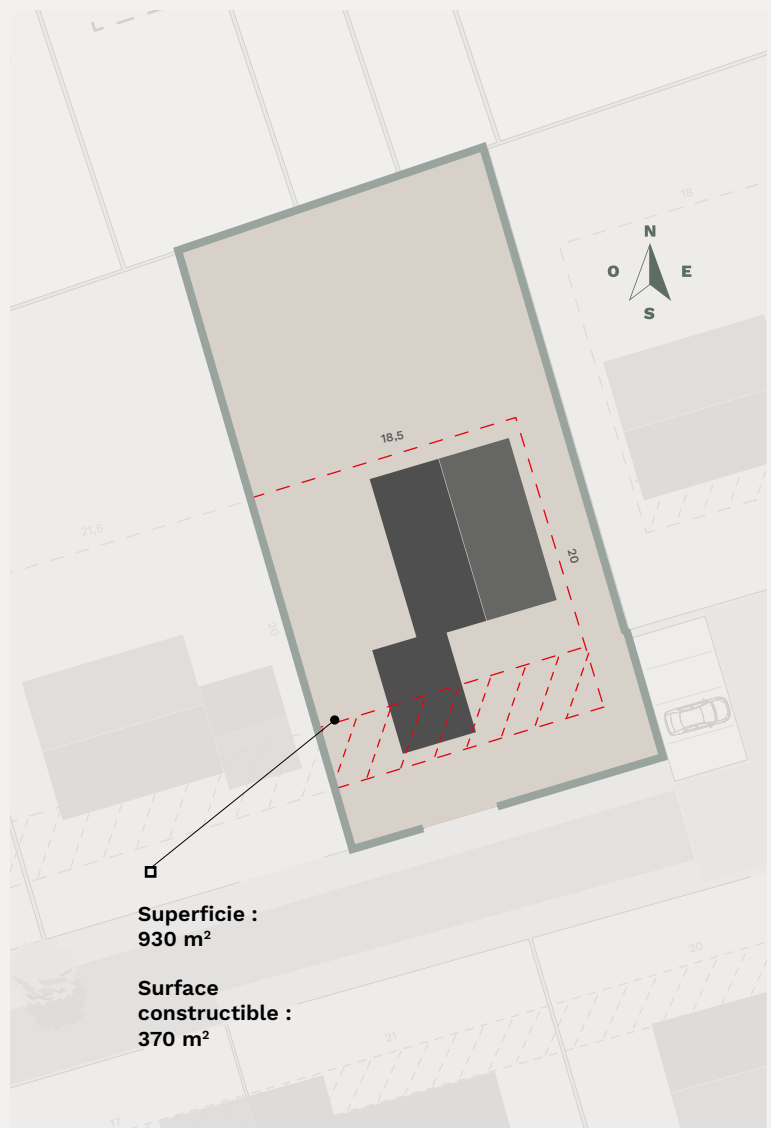 18
N
O
E
S
18,5
21,5
20
20
Superficie :
930 m²
20
Surface
constructible :
370 m²
21
17